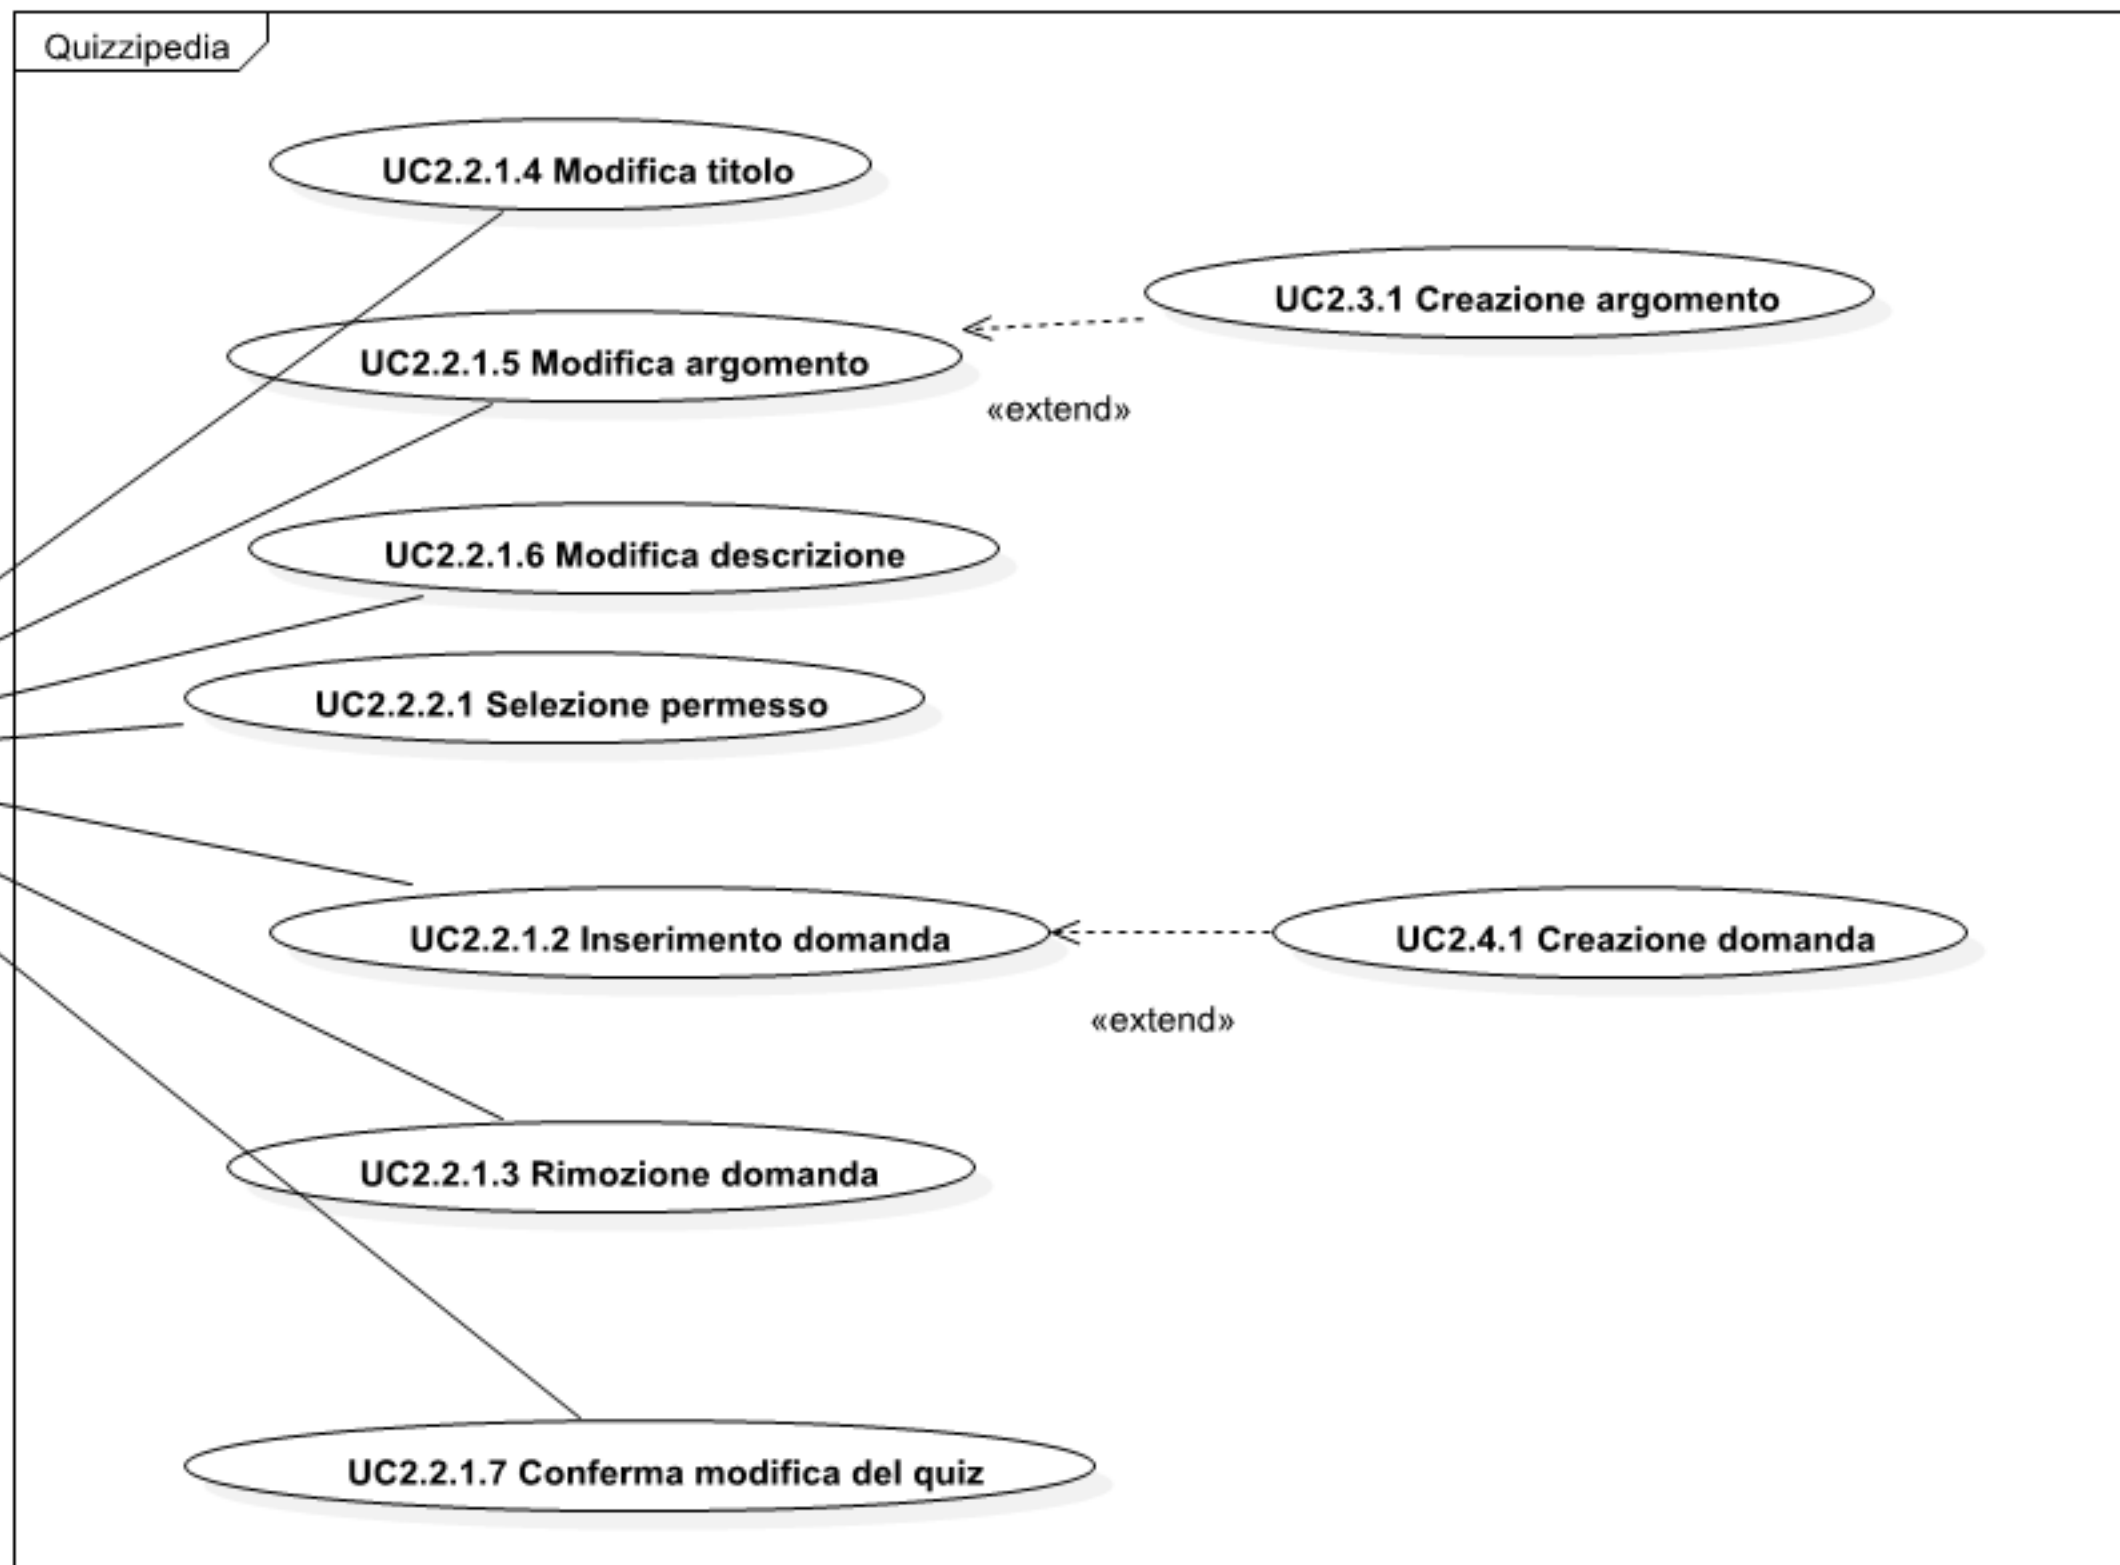 Quizzipedia
UC2.2.1.4 Modifica titolo
UC2.3.1 Creazione argomento
UC2.2.1.5 Modifica argomento
«extend»
UC2.2.1.6 Modifica descrizione
UC2.2.2.1 Selezione permesso
UC2.2.1.2 Inserimento domanda
UC2.4.1 Creazione domanda
«extend»
UC2.2.1.3 Rimozione domanda
UC2.2.1.7 Conferma modifica del quiz